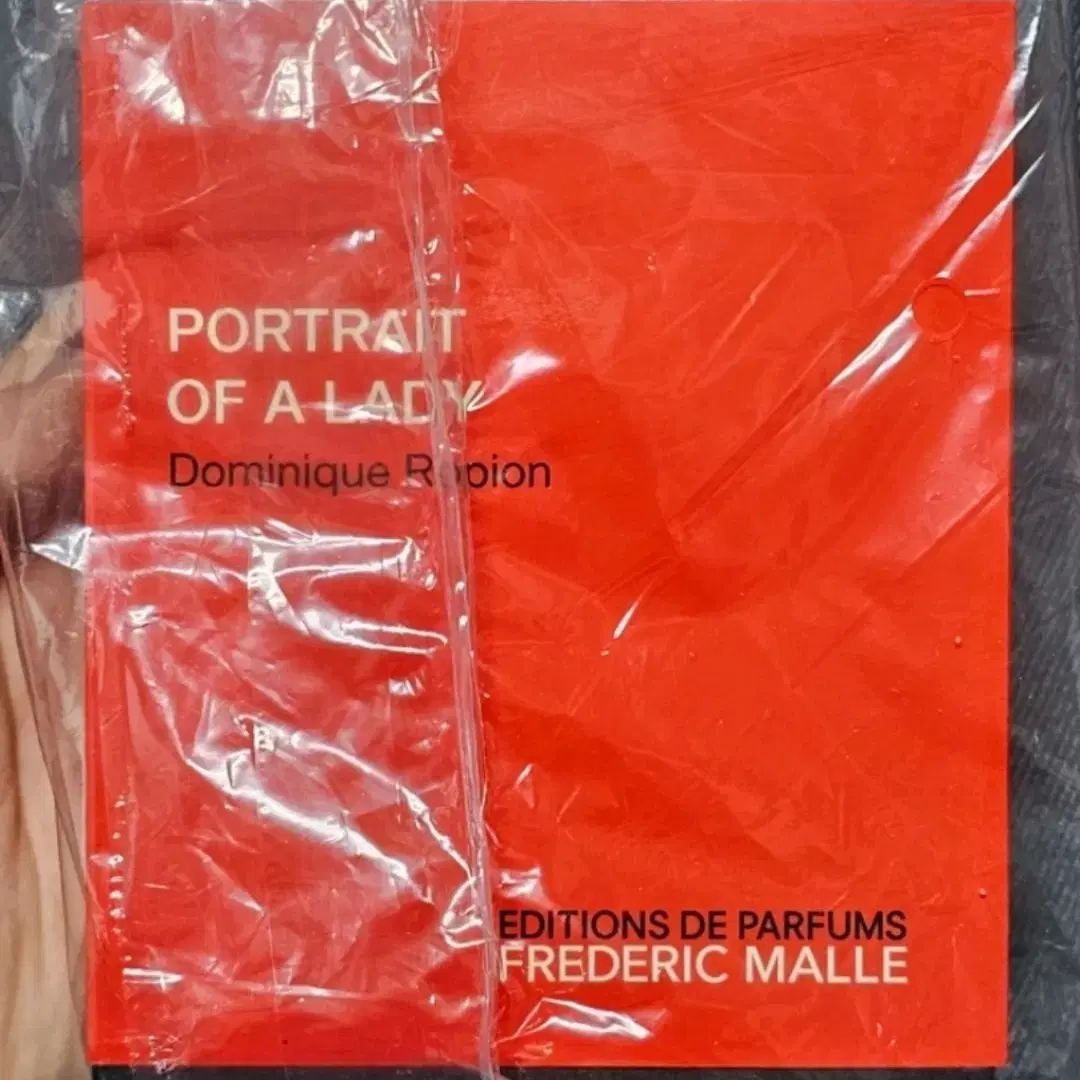 PORTRAIT
OF A LADY
Dominique Ropion
EDITIONS DE PARFUMS
FREDERIC MALLE